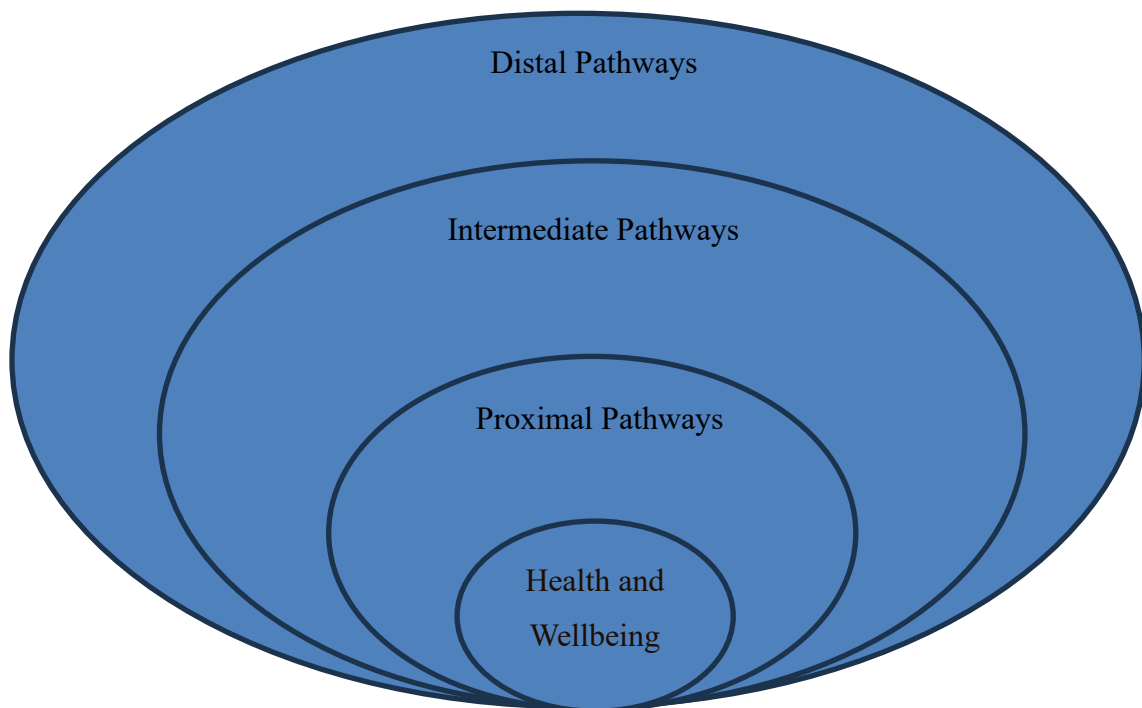 Distal Pathways
Intermediate Pathways
Proximal Pathways
Health and
Wellbeing